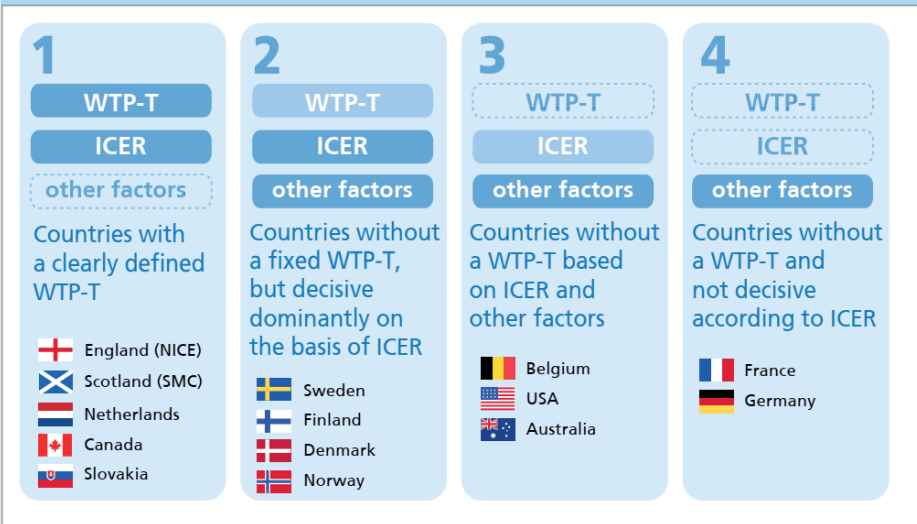 1
WTP-T
ICER
other factors
Countries with
a clearly defined
WTP-T
England (NICE)
Scotland (SMC)
Netherlands
Canada
Slovakia
2
WTP-T
ICER
other factors
Countries without
a fixed WTP-T,
but decisive
dominantly on
the basis of ICER
Sweden
Finland
Denmark
Norway
3
WTP-T
ICER
other factors
Countries without
a WTP-T based
on ICER and
other factors
Belgium
USA
Australia
4
WTP-T
ICER
other factors
Countries without
a WTP-T and
not decisive
according to ICER
France
Germany